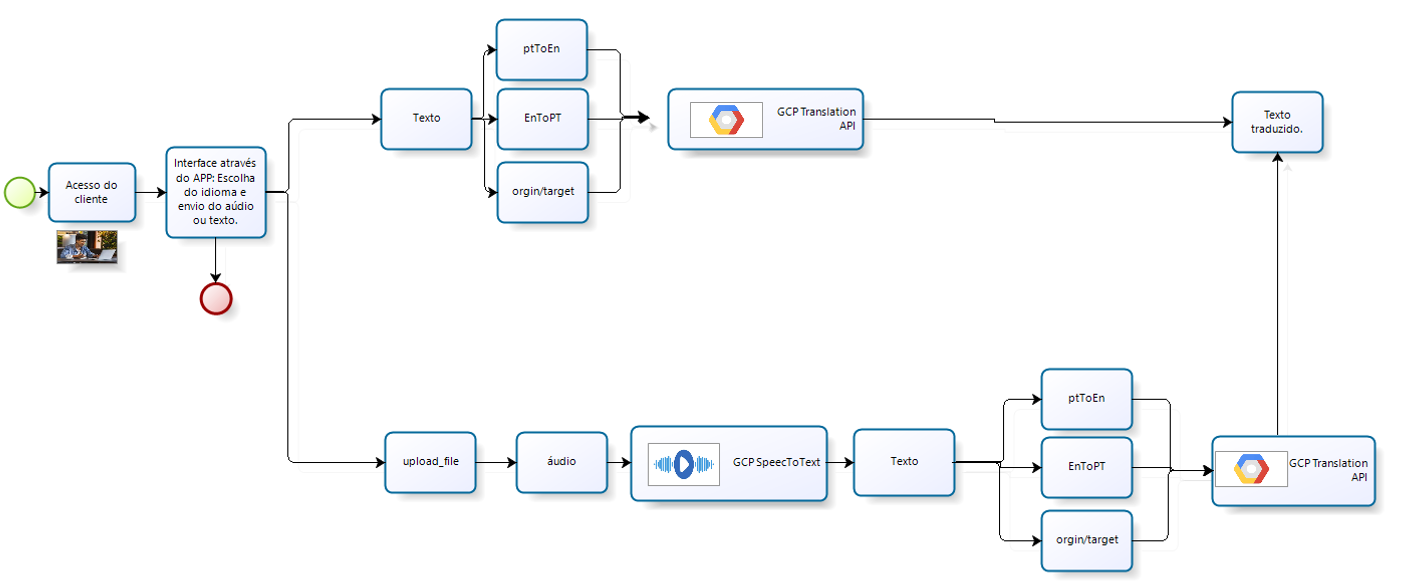 Acesso do
cliente
Interface através
do APP: Escolha
do idioma e
envio do aúdio
ou texto.
Texto
ptToEn
EnToPT
orgin/target
GCP Translation
API
Texto
traduzido.
upload_file
áudio
GCP SpeecToText
Texto
ptToEn
EnToPT
orgin/target
GCP Translation
API